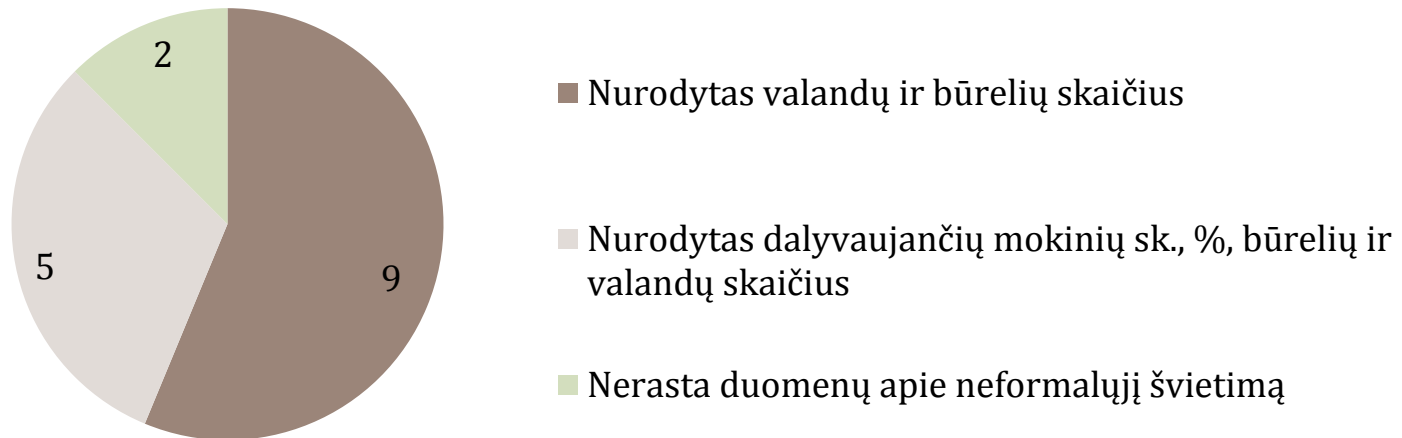 2
Nurodytas valandų ir būrelių skaičius
Nurodytas dalyvaujančių mokinių sk., %, būrelių ir
valandų skaičius
5
9
Nerasta duomenų apie neformalųjį švietimą